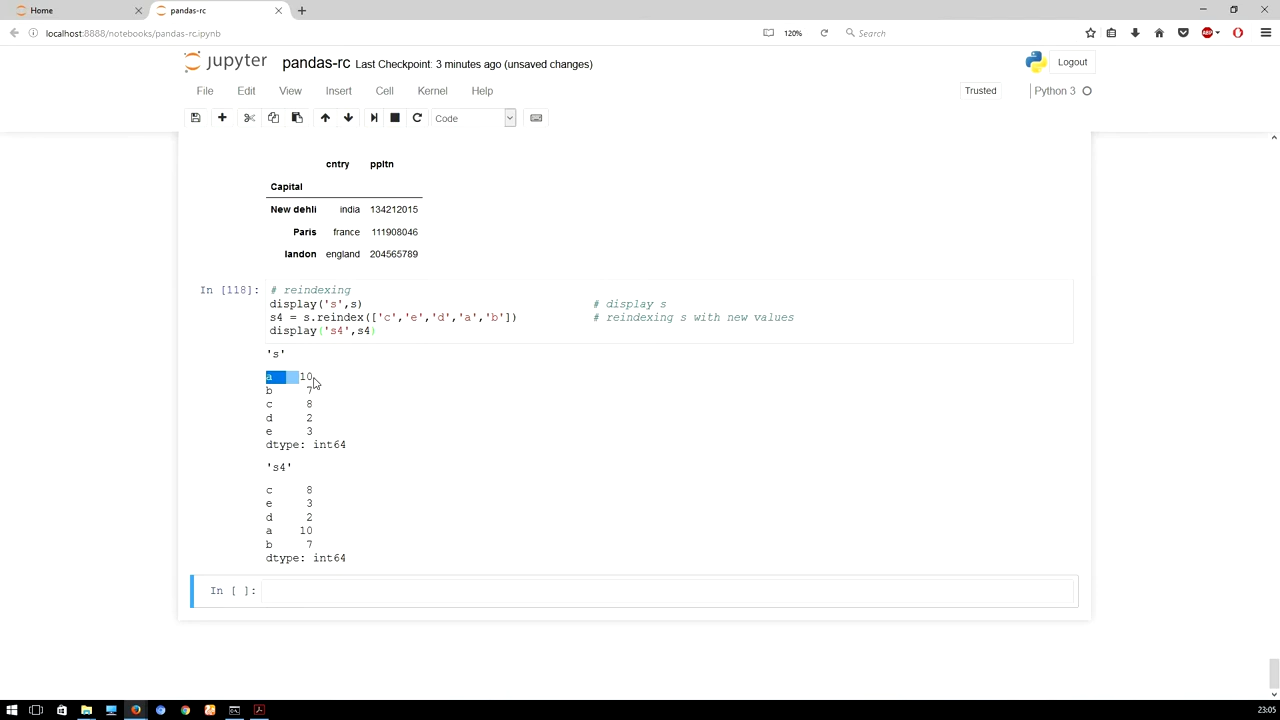 Home
pandas-rc
localhost:8888/notebooks/pandas-rc.ipynb
120%
Search
jupyter pandas-rc Last Checkpoint: 3 minutes ago (unsaved changes)
Logout
File Edit View Insert Cell Kernel Help
Trusted
Python 3
Code
cntry ppltn
Capital
New dehli india 134212015
Paris france 111908046
landon england 204565789
In [118]: # reindexing
display('s',s) # display s
s4 = s.reindex(['c','e','d','a','b']) # reindexing s with new values
display('s4',s4)
's'
a 10
b 7
c 8
d 2
e 3
dtype: int64
's4'
c 8
e 3
d 2
a 10
b 7
dtype: int64
In [ ]:
23:05